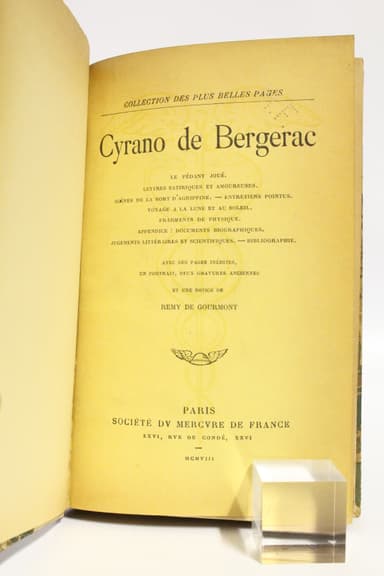 COLLECTION DES PLUS BELLES PAGES
Cyrano de Bergerac
LE PÉDANT JOUÉ,
LETTRES SATIRIQUES ET AMOUREUSES,
SCÈNES DE LA MORT D'AGRIPPINE, — ENTRETIENS POINTUS,
VOYAGE A LA LUNE ET AU SOLEIL,
FRAGMENTS DE PHYSIQUE,
APPENDICE : DOCUMENTS BIOGRAPHIQUES,
JUGEMENTS LITTÉRAIRES ET SCIENTIFIQUES, — BIBLIOGRAPHIE,
AVEC DES PAGES INÉDITES,
UN PORTRAIT, DEUX GRAVURES ANCIENNES
ET UNE NOTICE DE
REMY DE GOURMONT
PARIS
SOCIÉTÉ DV MERCVRE DE FRANCE
XXVI, RVE DE CONDÉ, XXVI
—
MCMVIII